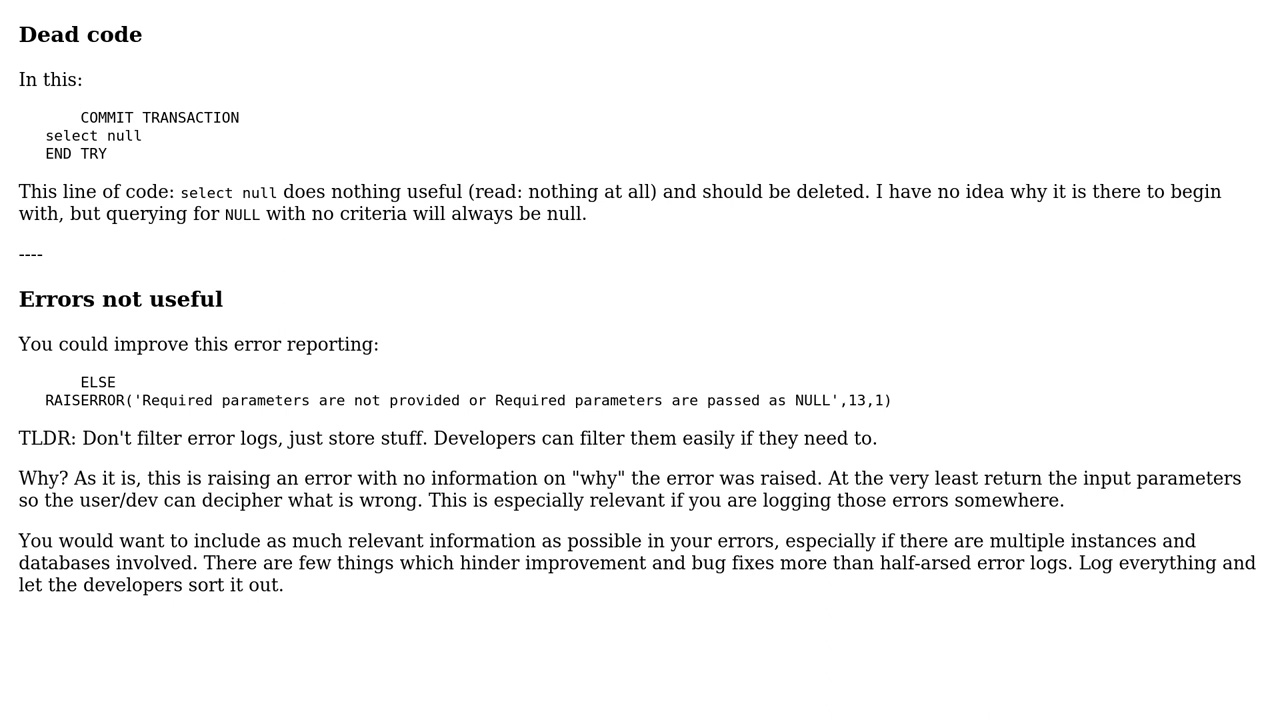 Dead code
In this:
COMMIT TRANSACTION
select null
END TRY
This line of code: select null does nothing useful (read: nothing at all) and should be deleted. I have no idea why it is there to begin
with, but querying for NULL with no criteria will always be null.
----
Errors not useful
You could improve this error reporting:
ELSE
RAISERROR('Required parameters are not provided or Required parameters are passed as NULL',13,1)
TLDR: Don't filter error logs, just store stuff. Developers can filter them easily if they need to.
Why? As it is, this is raising an error with no information on "why" the error was raised. At the very least return the input parameters
so the user/dev can decipher what is wrong. This is especially relevant if you are logging those errors somewhere.
You would want to include as much relevant information as possible in your errors, especially if there are multiple instances and
databases involved. There are few things which hinder improvement and bug fixes more than half-arsed error logs. Log everything and
let the developers sort it out.